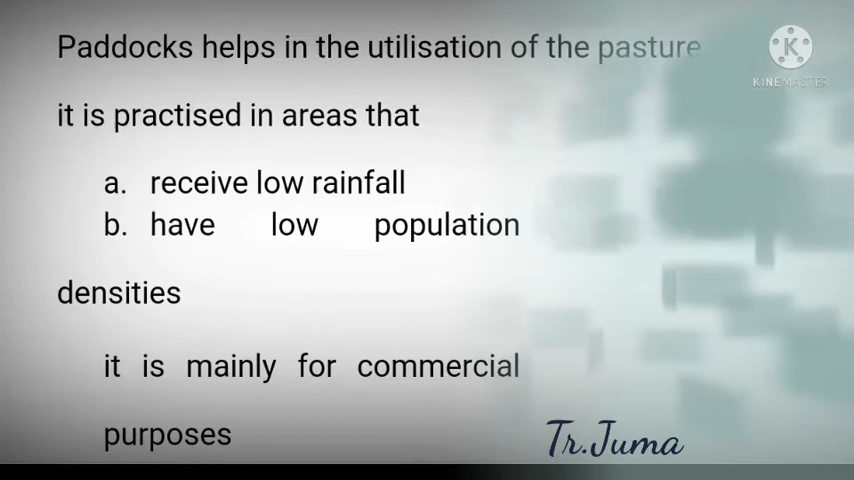 Paddocks helps in the utilisation of the pasture
K
KINEMASTER
it is practised in areas that
a. receive low rainfall
b. have low population
densities
it is mainly for commercial
purposes
Tr.Juma